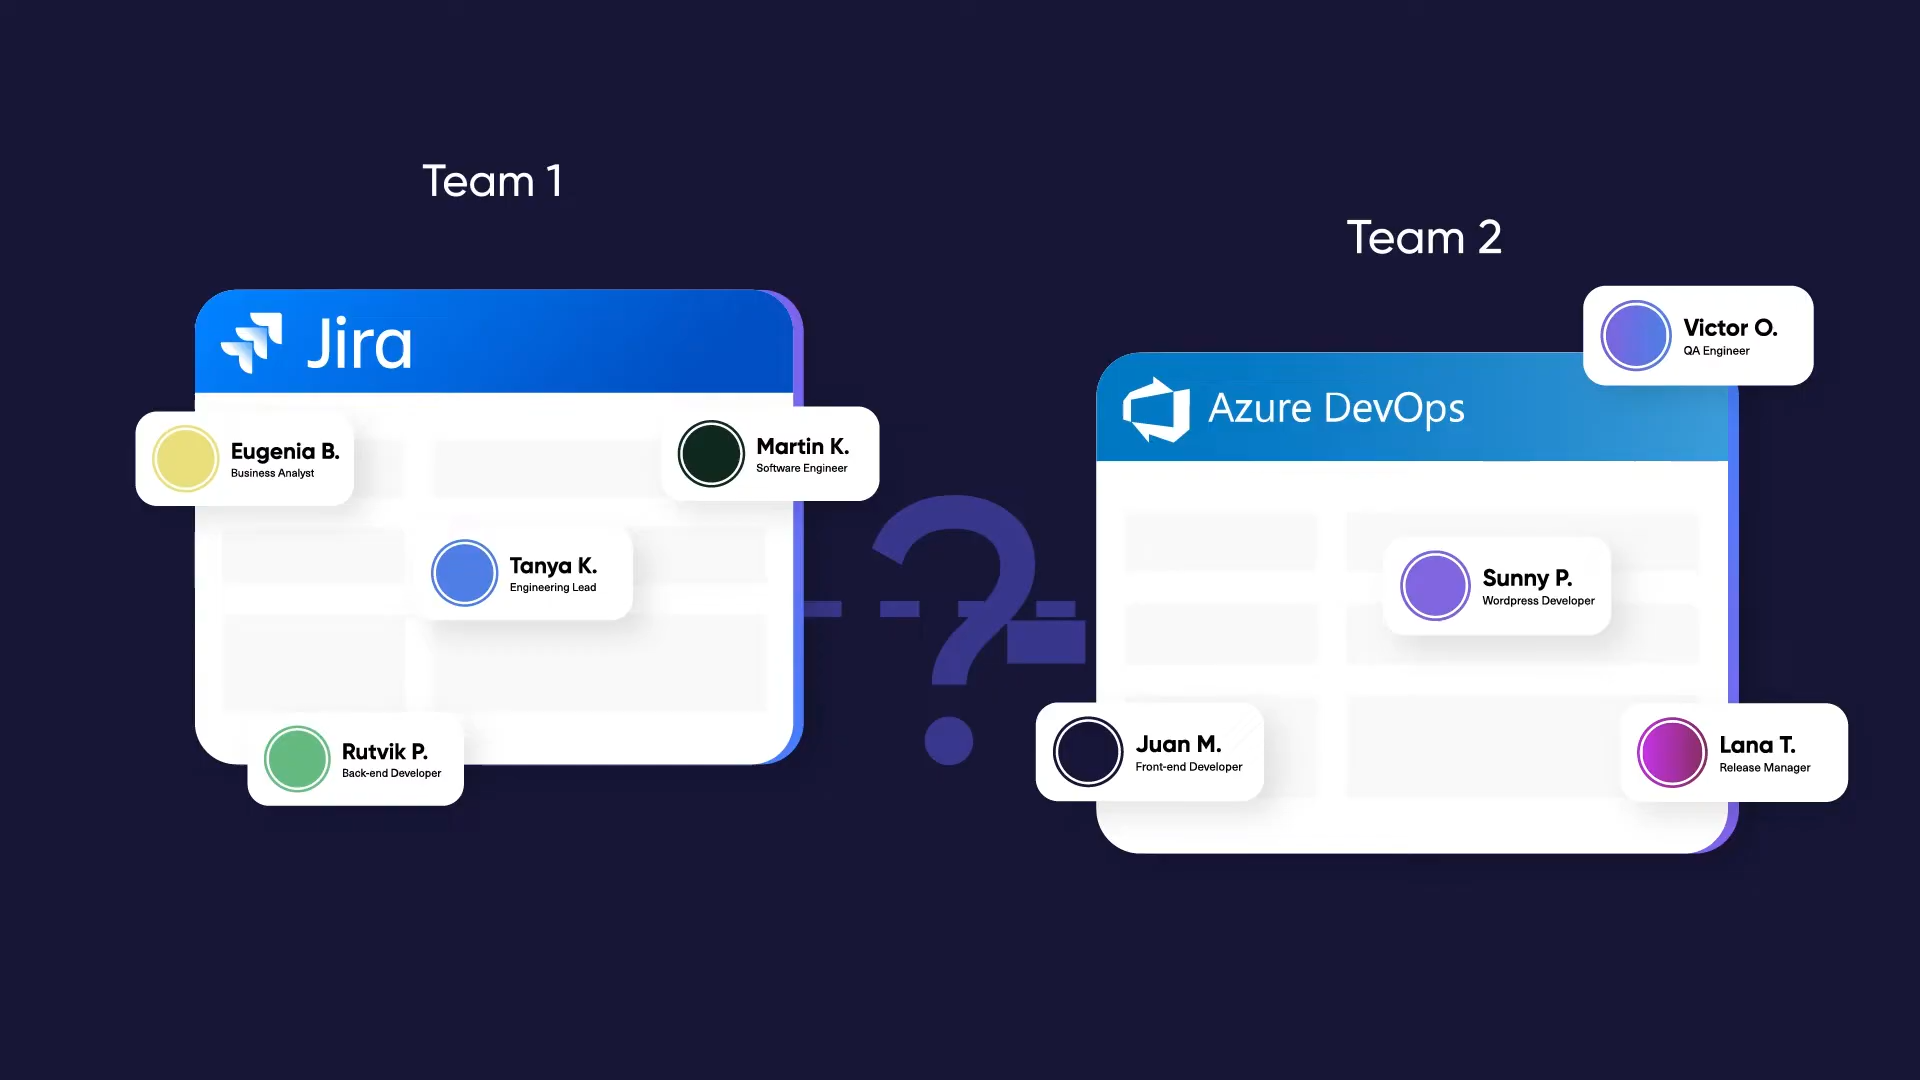 Team 1
Jira
Eugenia B.
Business Analyst
Martin K.
Software Engineer
Tanya K.
Engineering Lead
Rutvik P.
Back-end Developer
?
Team 2
Victor O.
QA Engineer
Azure DevOps
Sunny P.
Wordpress Developer
Juan M.
Front-end Developer
Lana T.
Release Manager